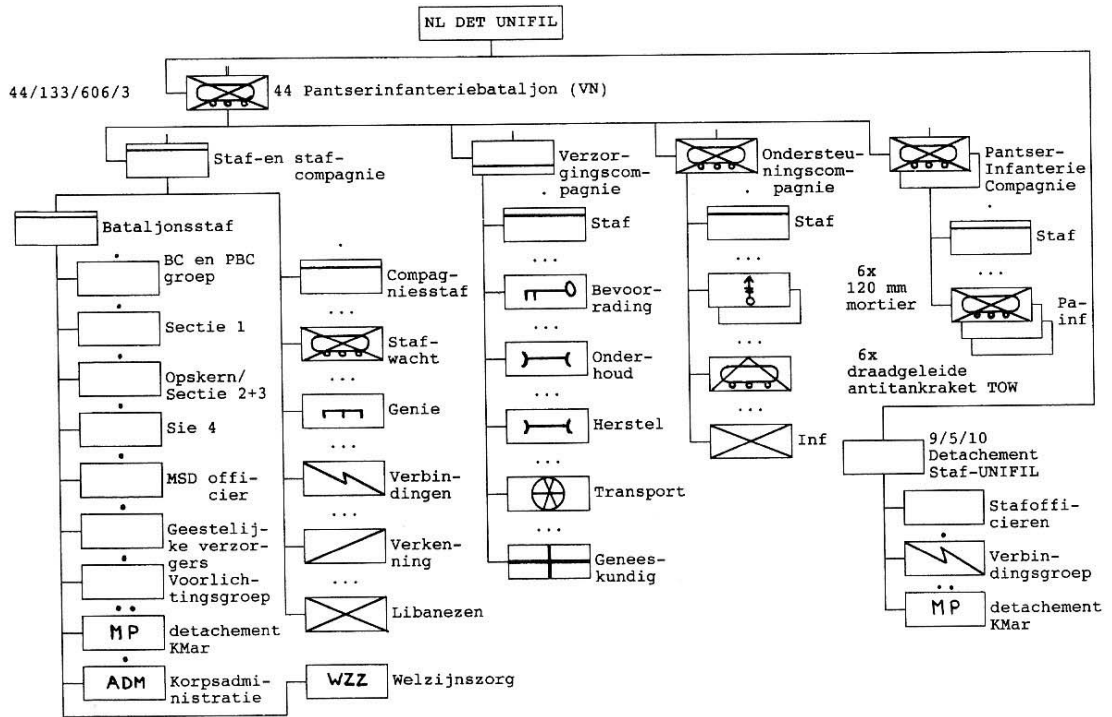 NL DET UNIFIL
44/133/606/3
44 Pantserinfanteriebataljon (VN)
Staf-en staf-
compagnie
Verzor-
gingscom-
pagnie
Ondersteu-
ningscom-
pagnie
Pantser-
Infanterie
Compagnie
Bataljonsstaf
BC en PBC
groep
Sectie 1
Opskern/
Sectie 2+3
Sie 4
MSD offi-
cier
Geestelij-
ke verzor-
gers
Voorlich-
tingsgroep
MP
detachement
KMar
ADM
Korpsadmi-
nistratie
WZZ
Welzijnszorg
Compag-
niesstaf
Staf-
wacht
Genie
Verbin-
dingen
Verken-
ning
Libanezen
Staf
Bevoor-
rading
Onder-
houd
Herstel
Transport
Genees-
kundig
Staf
6x
120 mm
mortier
6x
draadgeleide
antitankraket TOW
Inf
Staf
Pa-
inf
9/5/10
Detachement
Staf-UNIFIL
Stafoffi-
cieren
Verbin-
dingsgroep
MP
detachement
KMar